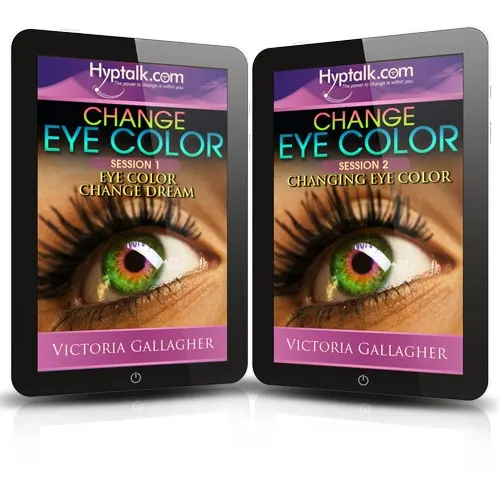 Hyptalk.com
The power to change is within you
CHANGE
EYE COLOR
SESSION 1
EYE COLOR
CHANGE DREAM
VICTORIA GALLAGHER
Hyptalk.com
The power to change is within you
CHANGE
EYE COLOR
SESSION 2
CHANGING EYE COLOR
VICTORIA GALLAGHER